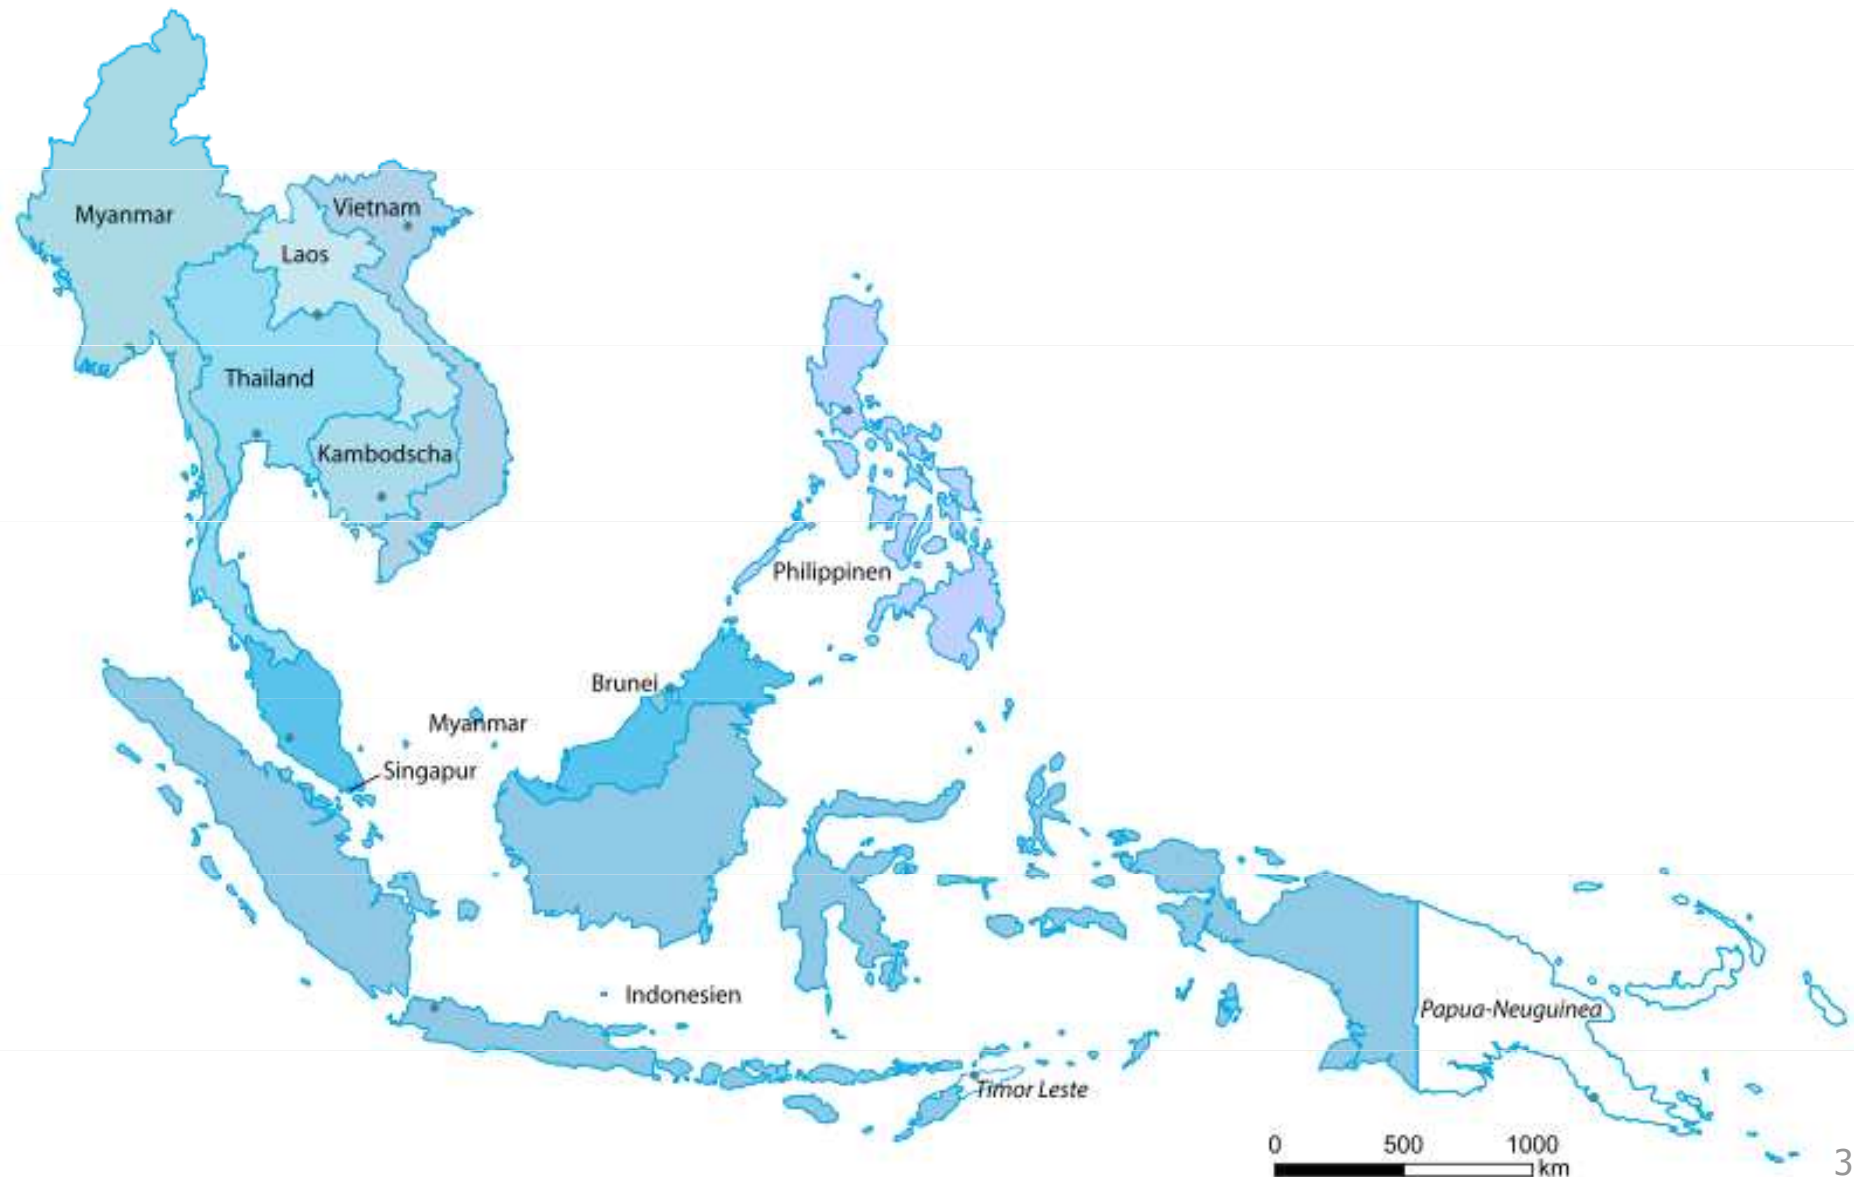 Myanmar
Vietnam
Laos
Thailand
Kambodscha
Philippinen
Brunei
Myanmar
Singapur
Indonesien
Papua-Neuguinea
Timor Leste
0 500 1000
km
3